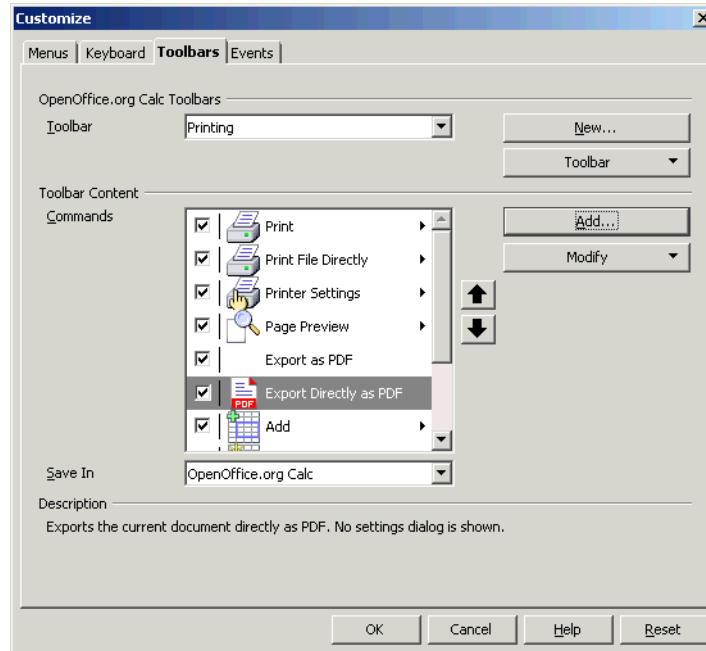 Customize
Menus Keyboard Toolbars Events
OpenOffice.org Calc Toolbars
Toolbar Printing New...
Toolbar
Toolbar Content
Commands Add...
Modify
Print
Print File Directly
Printer Settings
Page Preview
Export as PDF
PDF Export Directly as PDF
Add
Save In OpenOffice.org Calc
Description
Exports the current document directly as PDF. No settings dialog is shown.
OK Cancel Help Reset